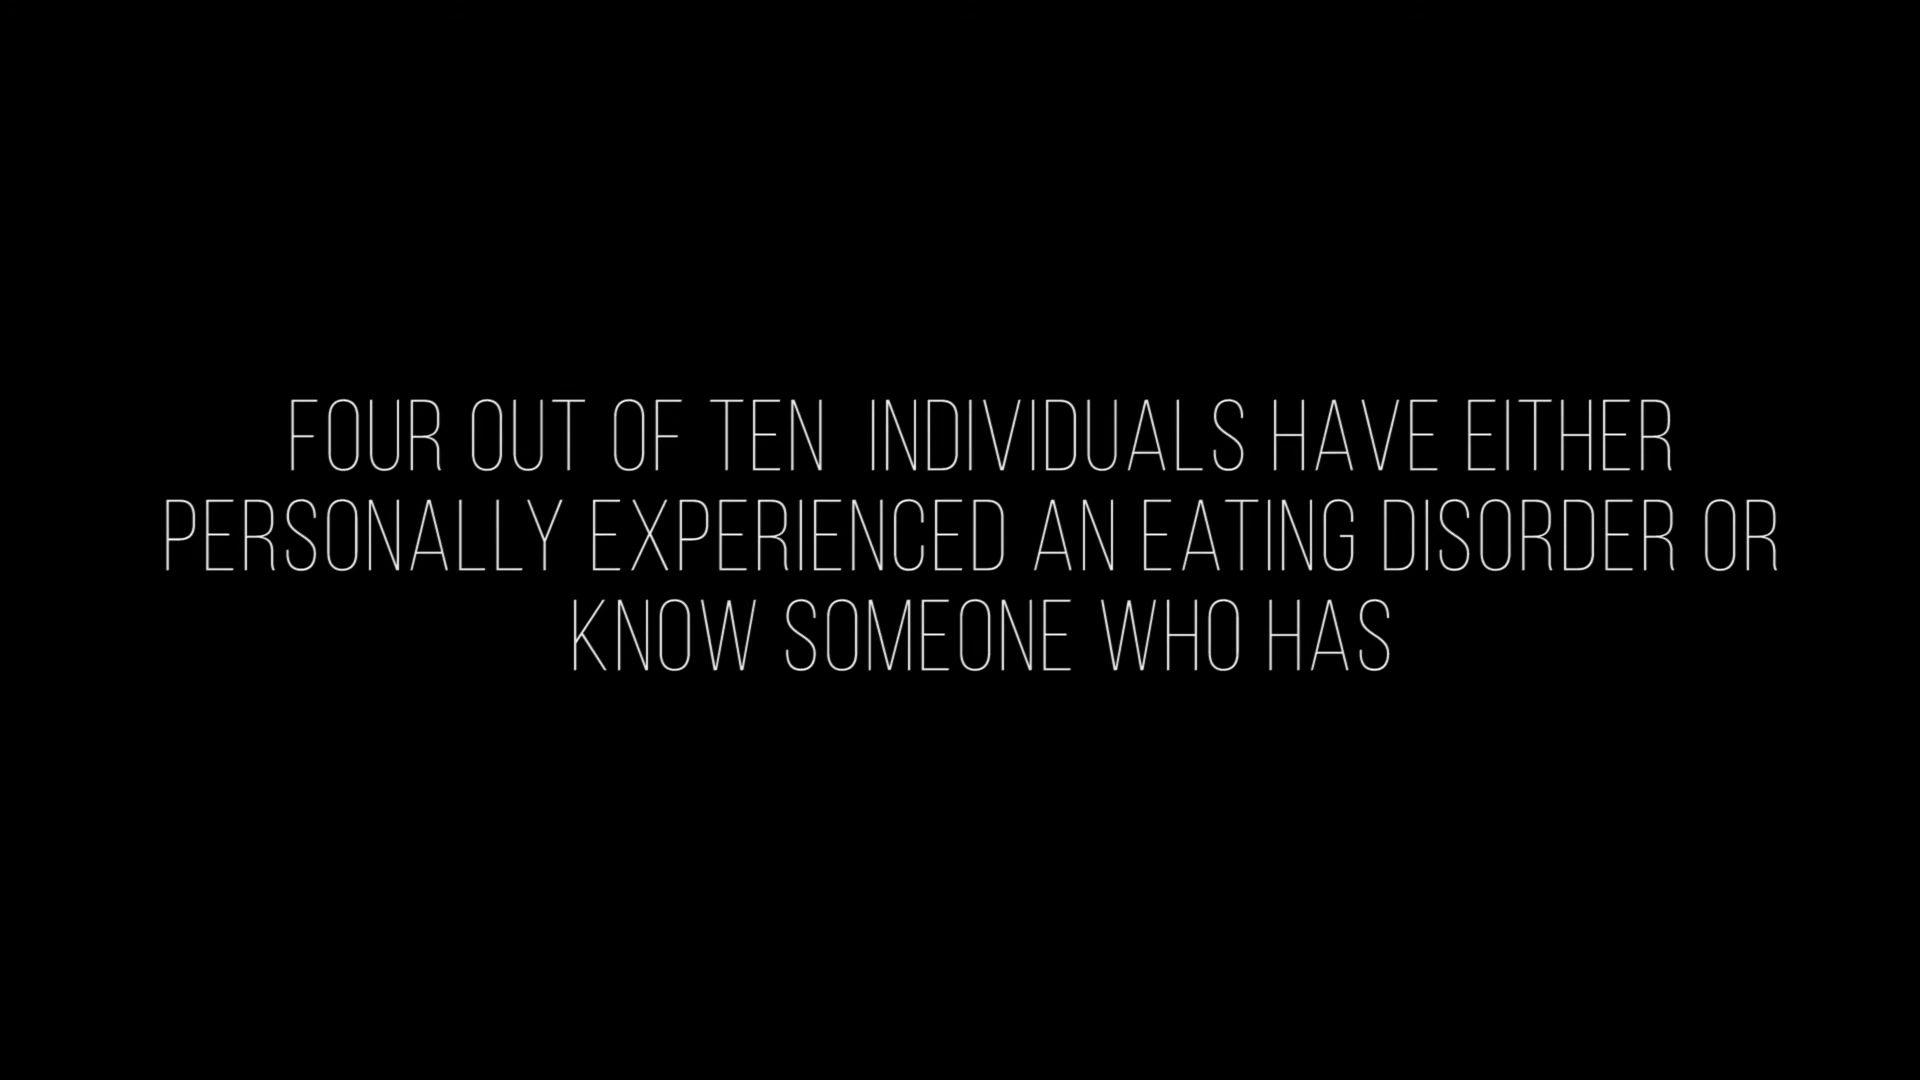 FOUR OUT OF TEN INDIVIDUALS HAVE EITHER
PERSONALLY EXPERIENCED AN EATING DISORDER OR
KNOW SOMEONE WHO HAS